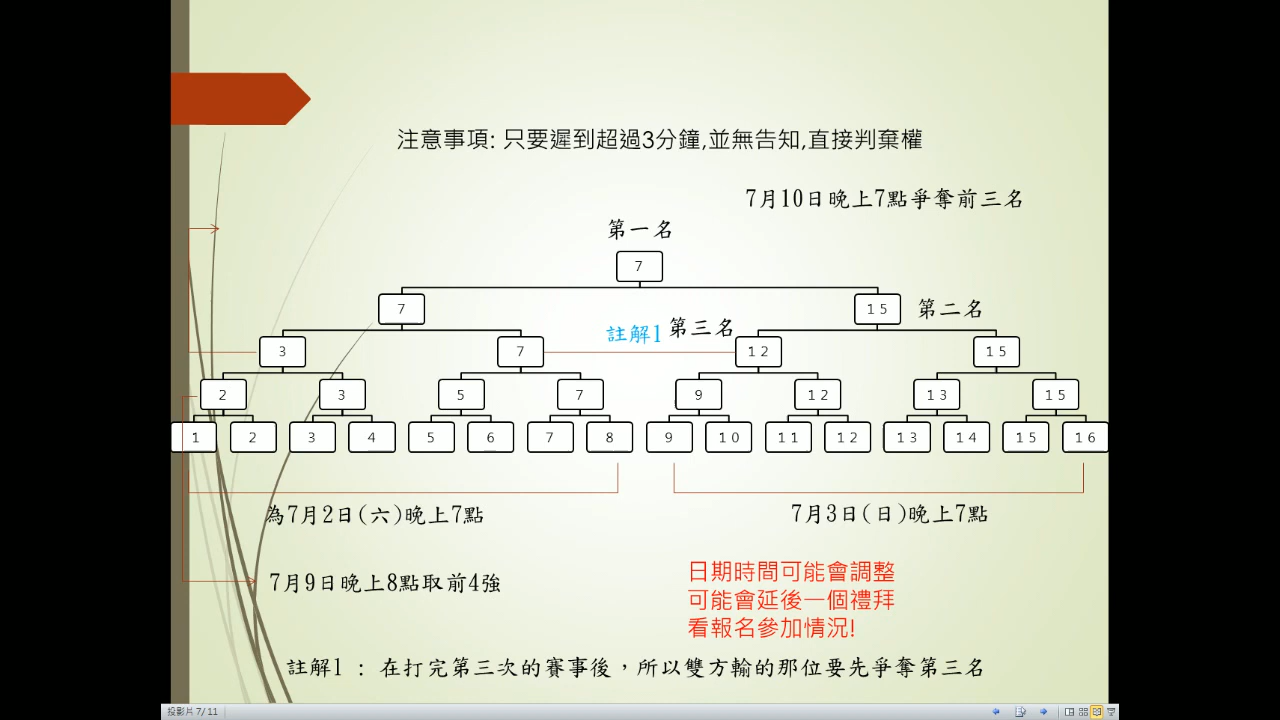 注意事項: 只要遲到超過3分鐘,並無告知,直接判棄權
7月10日晚上7點爭奪前三名
第一名
7
7
15 第二名
註解1 第三名
3 7 12 15
2 3 5 7 9 12 13 15
1 2 3 4 5 6 7 8 9 10 11 12 13 14 15 16
為7月2日(六)晚上7點
7月3日(日)晚上7點
7月9日晚上8點取前4強
日期時間可能會調整
可能會延後一個禮拜
看報名參加情況!
註解1 : 在打完第三次的賽事後，所以雙方輸的那位要先爭奪第三名
投影片 7/ 11